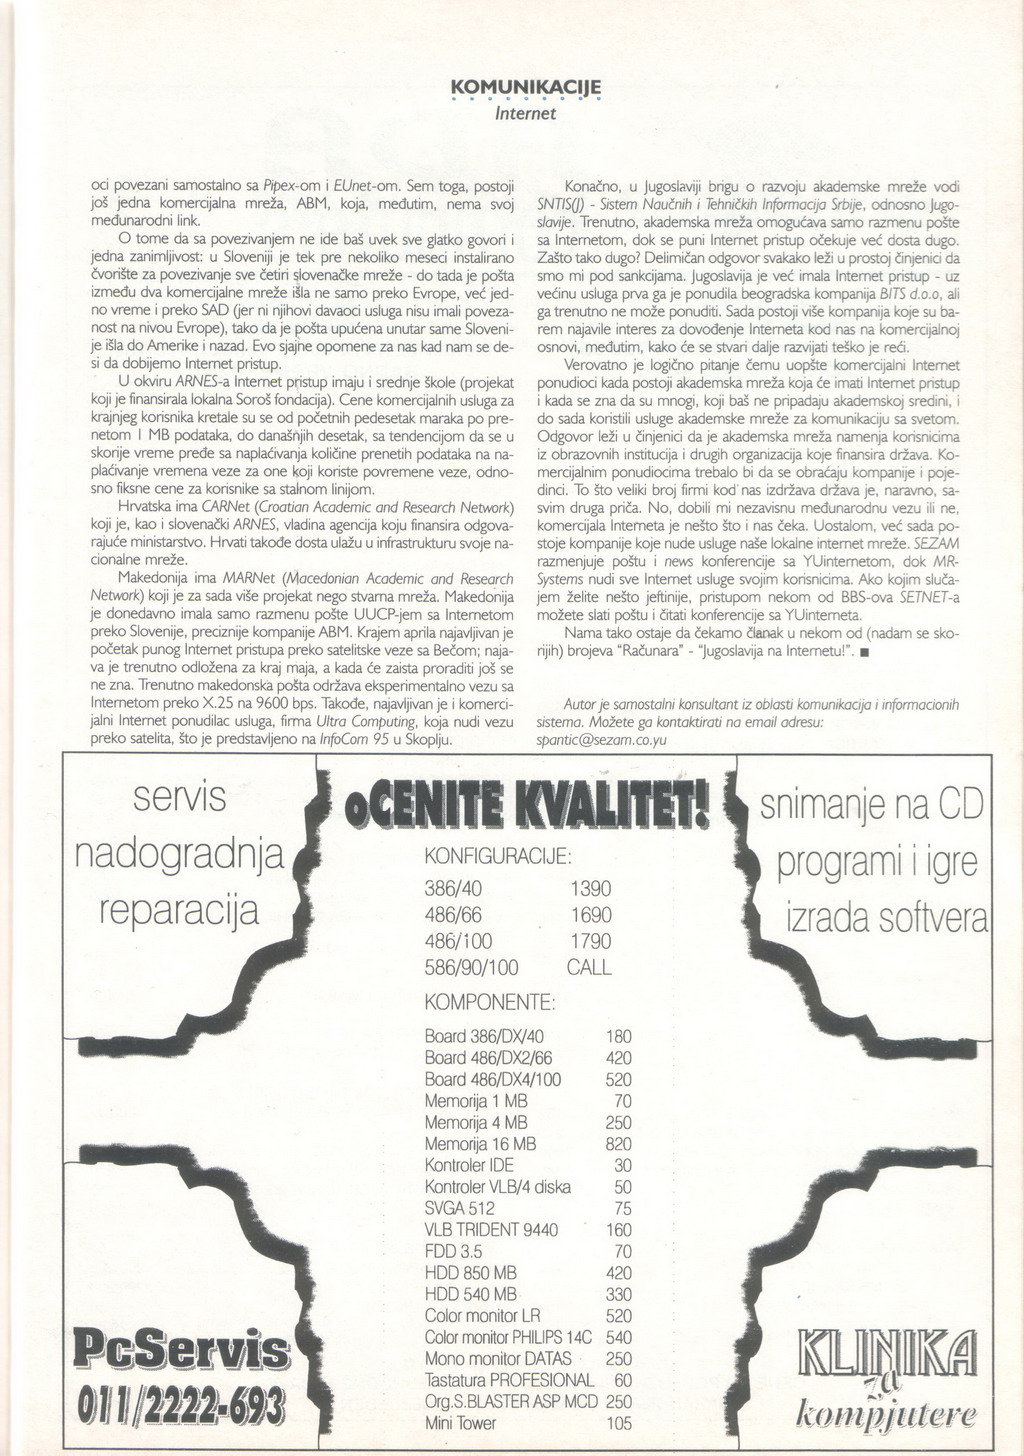 KOMUNIKACIJE
Internet
oci povezani samostalno sa Pipex-om i EUnet-om. Sem toga, postoji
još jedna komercijalna mreža, ABM, koja, međutim, nema svoj
međunarodni link.
O tome da sa povezivanjem ne ide baš uvek sve glatko govori i
jedna zanimljivost: u Sloveniji je tek pre nekoliko meseci instalirano
čvorište za povezivanje sve četiri slovenačke mreže - do tada je pošta
između dva komercijalne mreže išla ne samo preko Evrope, već jed-
no vreme i preko SAD (jer ni njihovi davaoci usluga nisu imali poveza-
nost na nivou Evrope), tako da je pošta upućena unutar same Sloveni-
je išla do Amerike i nazad. Evo sjajne opomene za nas kad nam se de-
si da dobijemo Internet pristup.
U okviru ARNES-a Internet pristup imaju i srednje škole (projekat
koji je finansirala lokalna Soroš fondacija). Cene komercijalnih usluga za
krajnjeg korisnika kretale su se od početnih pedesetak maraka po pre-
netom 1 MB podataka, do današnjih desetak, sa tendencijom da se u
skorije vreme pređe sa naplaćivanja količine prenetih podataka na na-
plaćivanje vremena veze za one koji koriste povremene veze, odno-
sno fiksne cene za korisnike sa stalnom linijom.
Hrvatska ima CARNet (Croatian Academic and Research Network)
koji je, kao i slovenački ARNES, vladina agencija koju finansira odgova-
rajuće ministarstvo. Hrvati takođe dosta ulažu u infrastrukturu svoje na-
cionalne mreže.
Makedonija ima MARNet (Macedonian Academic and Research
Network) koji je za sada više projekat nego stvarna mreža. Makedonija
je donedavno imala samo razmenu pošte UUCP-jem sa Internetom
preko Slovenije, preciznije kompanije ABM. Krajem aprila najavljivan je
početak punog Internet pristupa preko satelitske veze sa Bečom; naja-
va je trenutno odložena za kraj maja, a kada će zaista proraditi još se
ne zna. Trenutno makedonska pošta održava eksperimentalno vezu sa
Internetom preko X.25 na 9600 bps. Takođe, najavljivan je i komerci-
jalni Internet ponudilac usluga, firma Ultra Computing, koja nudi vezu
preko satelita, što je predstavljeno na InfoCom 95 u Skoplju.
Konačno, u Jugoslaviji brigu o razvoju akademske mreže vodi
SNTIS(J) - Sistem Naučnih i Tehničkih Informacija Srbije, odnosno Jugo-
slavije. Trenutno, akademska mreža omogućava samo razmenu pošte
sa Internetom, dok se puni Internet pristup očekuje već dosta dugo.
Zašto tako dugo? Delimičan odgovor svakako leži u prostoj činjenici da
smo mi pod sankcijama. Jugoslavija je već imala Internet pristup - uz
većinu usluga prva ga je ponudila beogradska kompanija BITS d.o.o, ali
ga trenutno ne može ponuditi. Sada postoji više kompanija koje su ba-
rem najavile interes za dovođenje Interneta kod nas na komercijalnoj
osnovi, međutim, kako će se stvari dalje razvijati teško je reći.
Verovatno je logično pitanje čemu uopšte komercijalni Internet
ponudioci kada postoji akademska mreža koja će imati Internet pristup
i kada se zna da su mnogi, koji baš ne pripadaju akademskoj sredini, i
do sada koristili usluge akademske mreže za komunikaciju sa svetom.
Odgovor leži u činjenici da je akademska mreža namenja korisnicima
iz obrazovnih institucija i drugih organizacija koje finansira država. Ko-
mercijalnim ponudiocima trebalo bi da se obraćaju kompanije i poje-
dinci. To što veliki broj firmi kod nas izdržava država je, naravno, sa-
svim druga priča. No, dobili mi nezavisnu međunarodnu vezu ili ne,
komercijala Interneta je nešto što i nas čeka. Uostalom, već sada po-
stoje kompanije koje nude usluge naše lokalne internet mreže. SEZAM
razmenjuje poštu i news konferencije sa YUinternetom, dok MR-
Systems nudi sve Internet usluge svojim korisnicima. Ako kojim sluča-
jem želite nešto jeftinije, pristupom nekom od BBS-ova SETNET-a
možete slati poštu i čitati konferencije sa YUinterneta.
Nama tako ostaje da čekamo članak u nekom od (nadam se sko-
rijih) brojeva "Računara" - "Jugoslavija na Internetu!". ■
Autor je samostalni konsultant iz oblasti komunikacija i informacionih
sistema. Možete ga kontaktirati na email adresu:
spantic@sezam.co.yu
servis
nadogradnja
reparacija
oCENITE KVALITET!
snimanje na CD
programi i igre
izrada softvera
KONFIGURACIJE:
386/40 1390
486/66 1690
486/100 1790
586/90/100 CALL
KOMPONENTE:
Board 386/DX/40 180
Board 486/DX2/66 420
Board 486/DX4/100 520
Memorija 1 MB 70
Memorija 4 MB 250
Memorija 16 MB 820
Kontroler IDE 30
Kontroler VLB/4 diska 50
SVGA 512 75
VLB TRIDENT 9440 160
FDD 3.5 70
HDD 850 MB 420
HDD 540 MB 330
Color monitor LR 520
Color monitor PHILIPS 14C 540
Mono monitor DATAS 250
Tastatura PROFESIONAL 60
Org.S.BLASTER ASP MCD 250
Mini Tower 105
PcServis
011/2222-693
KLINIKA
za
kompjutere